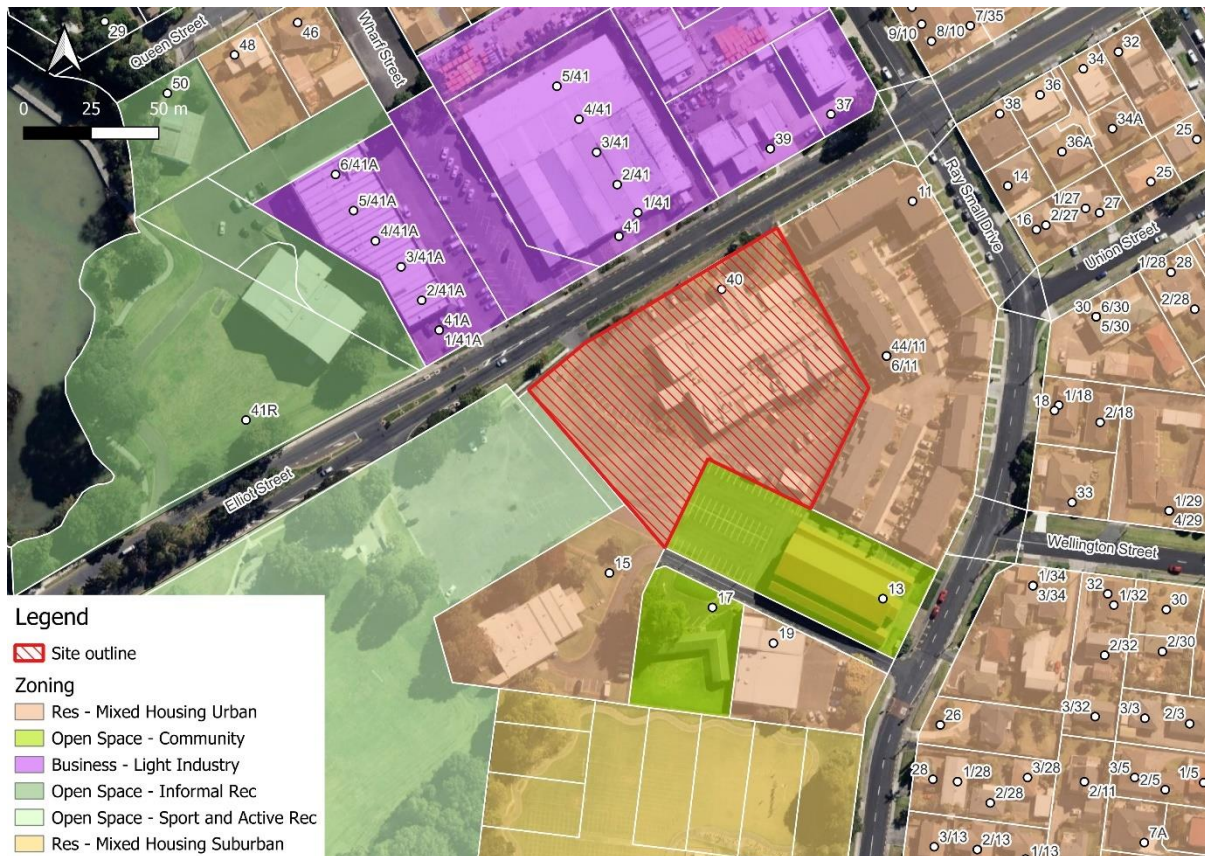 29
Queen Street
48
46
Wharf Street
50
0 25 50 m
5/41
4/41
3/41
2/41
1/41
41
39
37
9/10
8/10
7/35
32
34
36
38
34A
36A
25
25
14
1/27
27
16
2/27
Ray Small Drive
Union Street
11
6/41A
5/41A
4/41A
3/41A
2/41A
41A
1/41A
40
44/11
6/11
1/28
28
30
6/30
5/30
2/28
18
1/18
2/18
33
1/29
4/29
41R
Elliot Street
Wellington Street
15
17
13
19
1/34
3/34
32
1/32
30
2/32
2/30
3/32
3/3
2/3
26
28
1/28
3/28
2/28
3/5
2/5
1/5
2/11
3/13
2/13
1/13
7A
Legend
Site outline
Zoning
Res - Mixed Housing Urban
Open Space - Community
Business - Light Industry
Open Space - Informal Rec
Open Space - Sport and Active Rec
Res - Mixed Housing Suburban